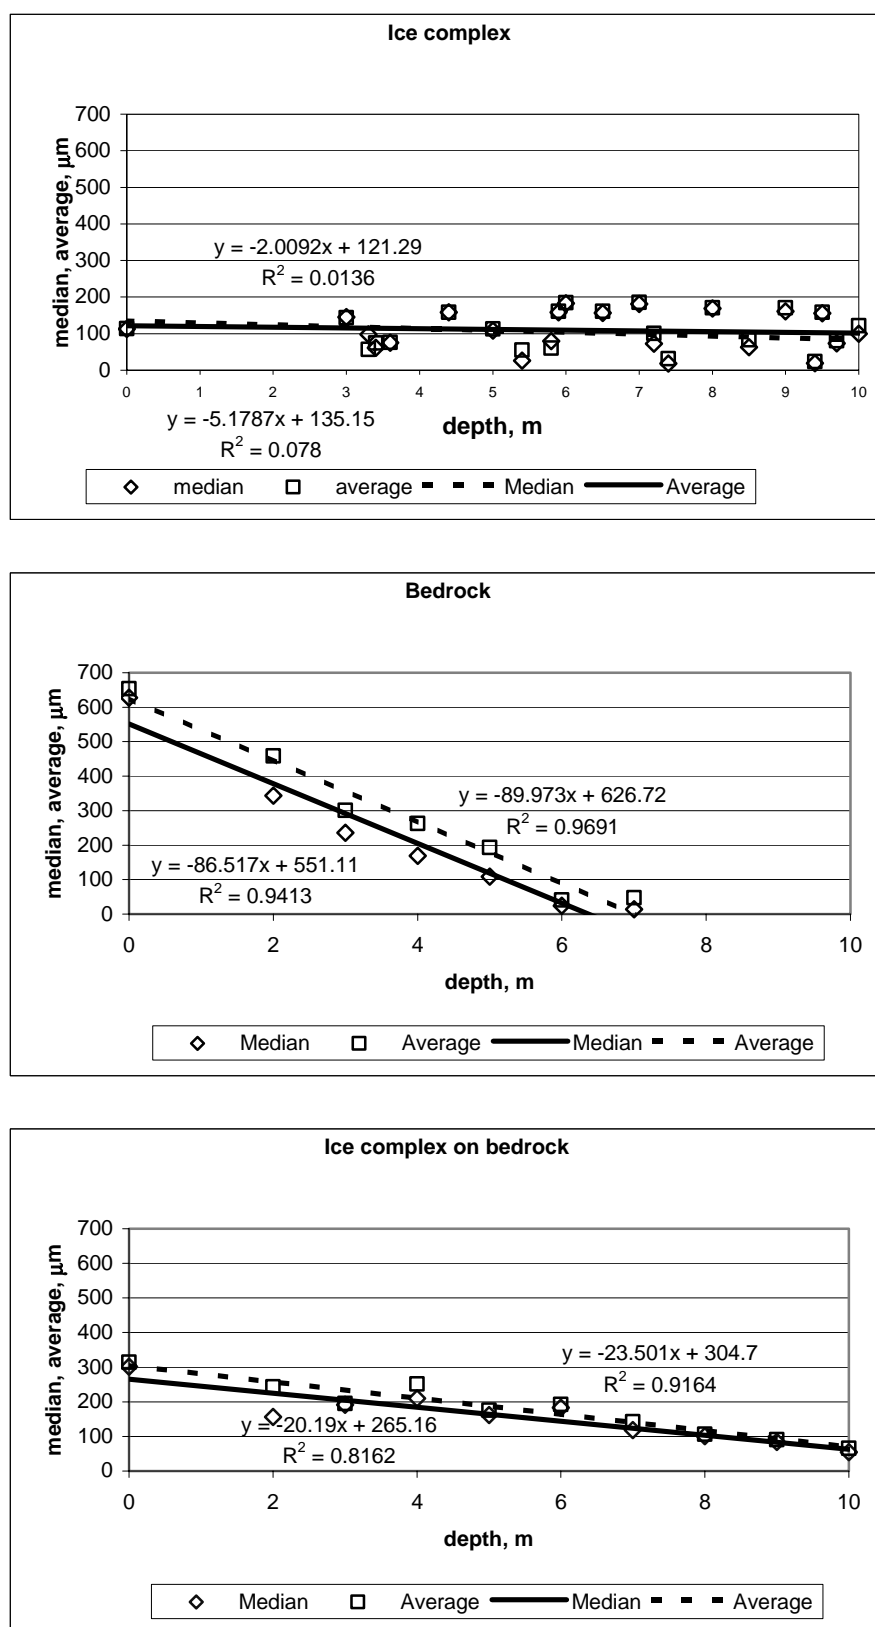 Ice complex
median, average, μm
700
600
500
400
300
200
100
0
y = -2.0092x + 121.29
R² = 0.0136
0 1 2 3 4 5 6 7 8 9 10
y = -5.1787x + 135.15
R² = 0.078
depth, m
median average Median Average
Bedrock
median, average, μm
700
600
500
400
300
200
100
0
y = -89.973x + 626.72
R² = 0.9691
y = -86.517x + 551.11
R² = 0.9413
0 2 4 6 8 10
depth, m
Median Average Median Average
Ice complex on bedrock
median, average, μm
700
600
500
400
300
200
100
0
y = -23.501x + 304.7
R² = 0.9164
y = -20.19x + 265.16
R² = 0.8162
0 2 4 6 8 10
depth, m
Median Average Median Average